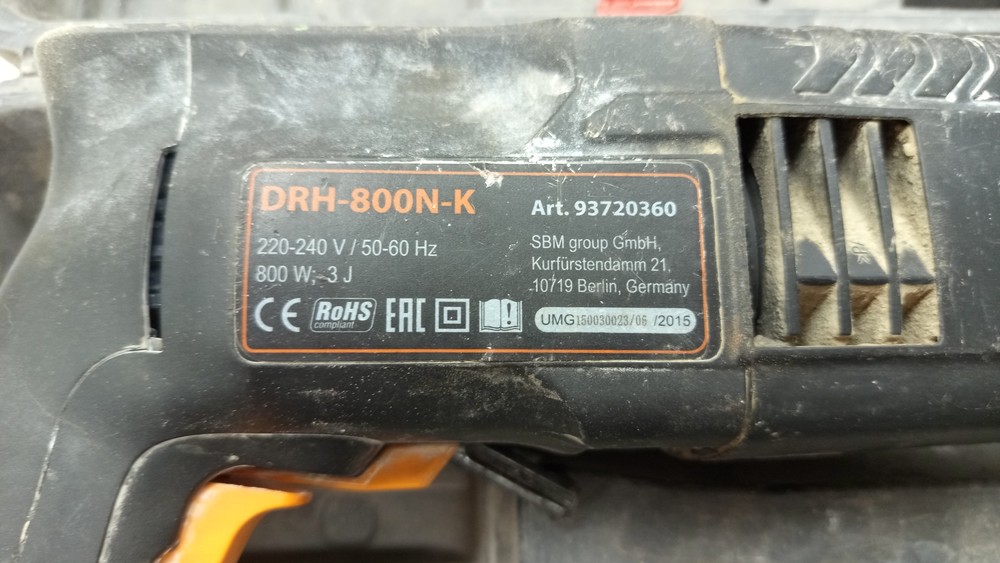 DRH-800N-K
220-240 V / 50-60 Hz
800 W; 3 J
CE RoHS
compliant
EAC
Art. 93720360
SBM group GmbH,
Kurfürstendamm 21,
10719 Berlin, Germany
UMG150030023/06 /2015